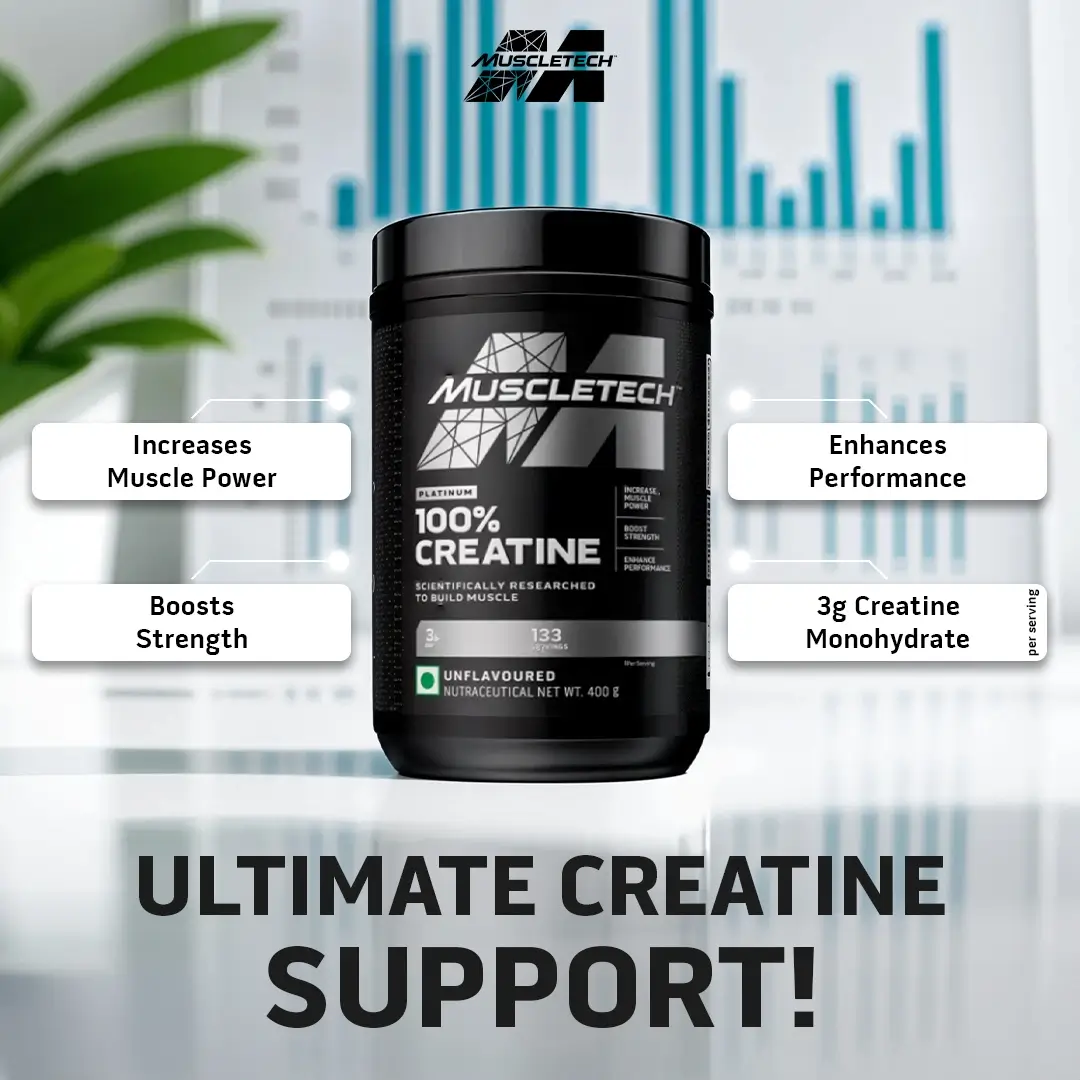 MUSCLETECH
MUSCLETECH
PLATINUM
100%
CREATINE
SCIENTIFICALLY RESEARCHED
TO BUILD MUSCLE
INCREASE
MUSCLE
POWER
BOOST
STRENGTH
ENHANCE
PERFORMANCE
133
SERVINGS
UNFLAVOURED
NUTRACEUTICAL NET WT. 400 g
Increases
Muscle Power
Boosts
Strength
Enhances
Performance
3g Creatine
Monohydrate
per serving
ULTIMATE CREATINE
SUPPORT!